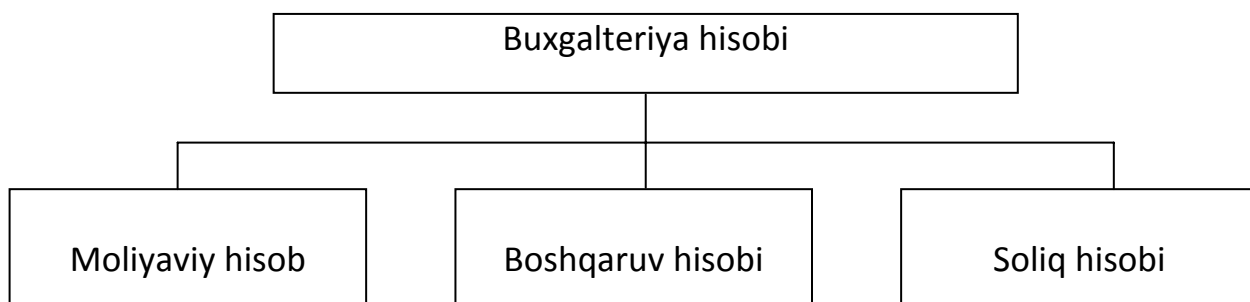 Buxgalteriya hisobi
Moliyaviy hisob
Boshqaruv hisobi
Soliq hisobi